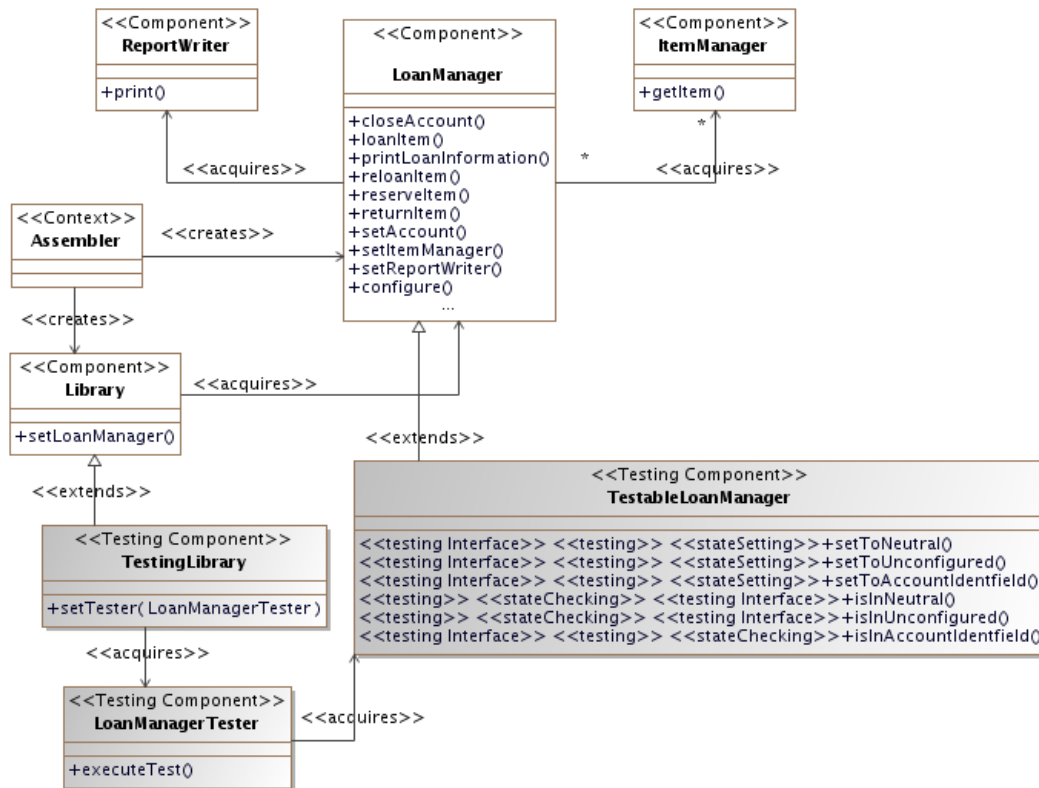 <<Component>>
ReportWriter
+print()
<<Component>>
LoanManager
+closeAccount()
+loanItem()
+printLoanInformation()
+reloanItem()
+reserveItem()
+returnItem()
+setAccount()
+setItemManager()
+setReportWriter()
+configure()
...
<<Component>>
ItemManager
+getItem()
*
*
<<acquires>>
<<acquires>>
<<Context>>
Assembler
<<creates>>
<<creates>>
<<Component>>
Library
+setLoanManager()
<<acquires>>
<<extends>>
<<extends>>
<<Testing Component>>
TestableLoanManager
<<testing Interface>> <<testing>> <<stateSetting>>+setToNeutral()
<<testing Interface>> <<testing>> <<stateSetting>>+setToUnconfigured()
<<testing Interface>> <<testing>> <<stateSetting>>+setToAccountIdentfield()
<<testing>> <<stateChecking>> <<testing Interface>>+isInNeutral()
<<testing>> <<stateChecking>> <<testing Interface>>+isInUnconfigured()
<<testing Interface>> <<testing>> <<stateChecking>>+isInAccountIdentfield()
<<Testing Component>>
TestingLibrary
+setTester( LoanManagerTester )
<<acquires>>
<<Testing Component>>
LoanManagerTester
+executeTest()
<<acquires>>